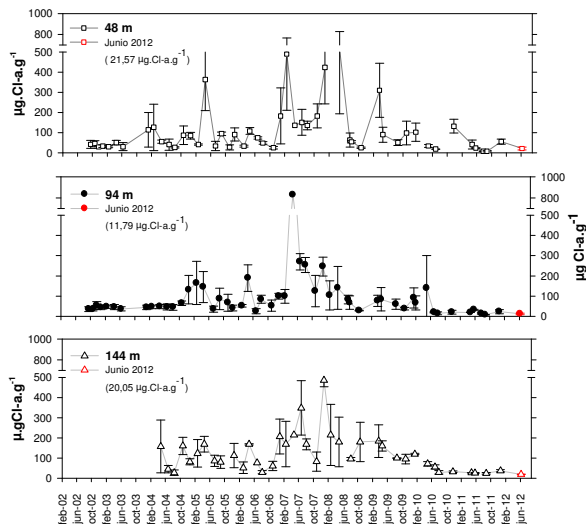 1000
800
500
400
300
200
100
0
µg.Cl-a.g-1
48 m
Junio 2012
( 21,57 µg.Cl-a.g-1)
1000
800
500
400
300
200
100
0
µg Cl-a.g-1
94 m
Junio 2012
(11,79 µg.Cl-a.g-1)
1000
800
500
400
300
200
100
0
µ.gCl-a.g-1
144 m
Junio 2012
(20,05 µg.Cl-a.g-1)
feb-02 jun-02 oct-02 feb-03 jun-03 oct-03 feb-04 jun-04 oct-04 feb-05 jun-05 oct-05 feb-06 jun-06 oct-06 feb-07 jun-07 oct-07 feb-08 jun-08 oct-08 feb-09 jun-09 oct-09 feb-10 jun-10 oct-10 feb-11 jun-11 oct-11 feb-12 jun-12